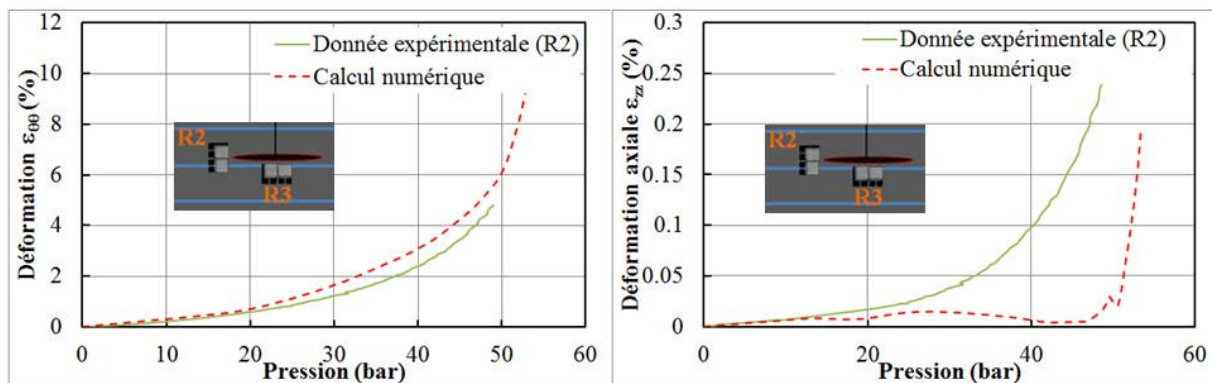 12
10
8
6
4
2
0
Déformation εθθ (%)
Donnée expérimentale (R2)
Calcul numérique
R2
R3
0 10 20 30 40 50 60
Pression (bar)
0.3
0.25
0.2
0.15
0.1
0.05
0
Déformation axiale εzz (%)
Donnée expérimentale (R2)
Calcul numérique
R2
R3
0 20 40 60
Pression (bar)